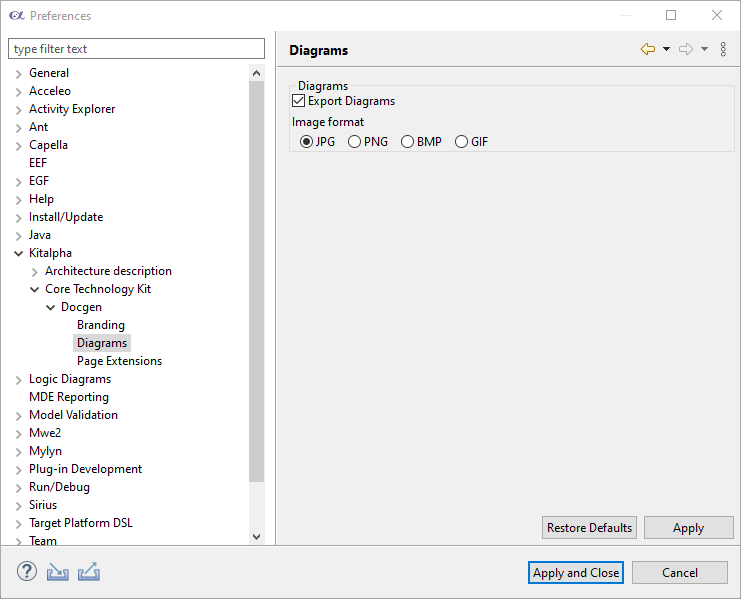 Preferences
type filter text
General
Acceleo
Activity Explorer
Ant
Capella
EEF
EGF
Help
Install/Update
Java
Kitalpha
Architecture description
Core Technology Kit
Docgen
Branding
Diagrams
Page Extensions
Logic Diagrams
MDE Reporting
Model Validation
Mwe2
Mylyn
Plug-in Development
Run/Debug
Sirius
Target Platform DSL
Team
Diagrams
Diagrams
Export Diagrams
Image format
JPG PNG BMP GIF
Restore Defaults Apply
Apply and Close Cancel